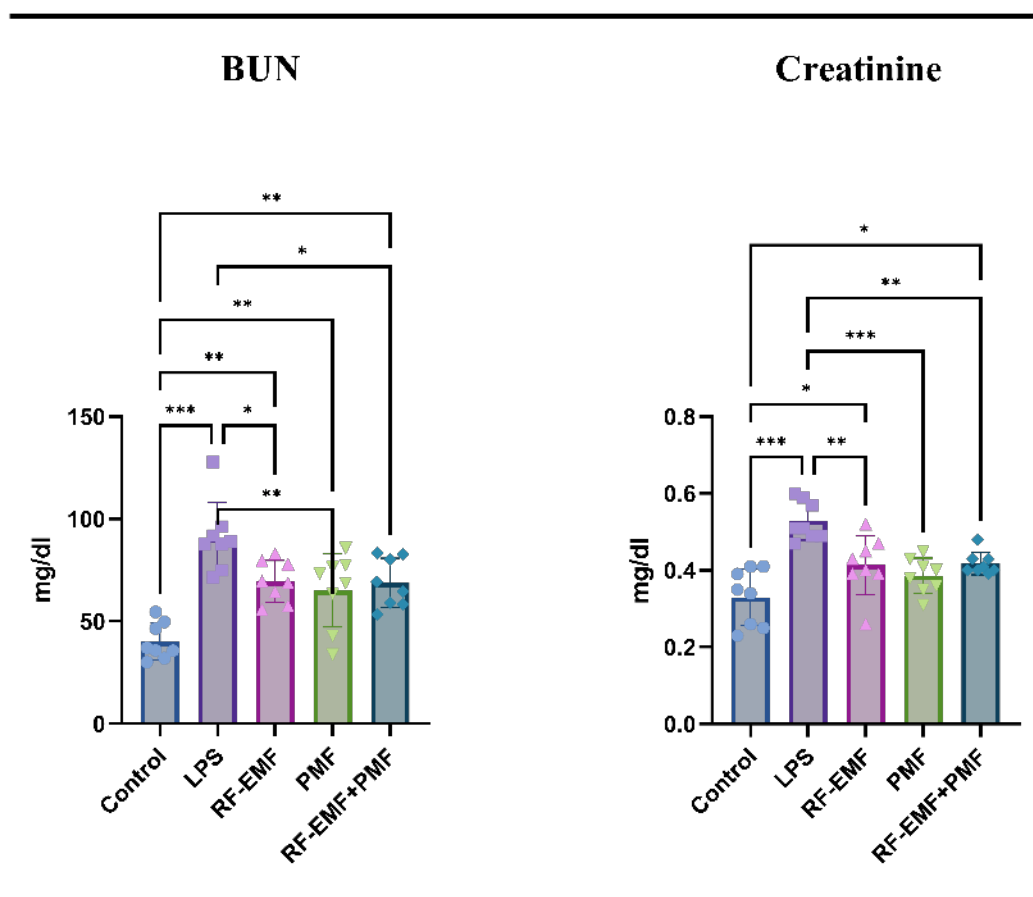 BUN
Creatinine
**
*
**
**
*** *
**
150
100
50
0
mg/dl
Control
LPS
RF-EMF
PMF
RF-EMF+PMF
*
**
***
*
*** **
0.8
0.6
0.4
0.2
0.0
mg/dl
Control
LPS
RF-EMF
PMF
RF-EMF+PMF